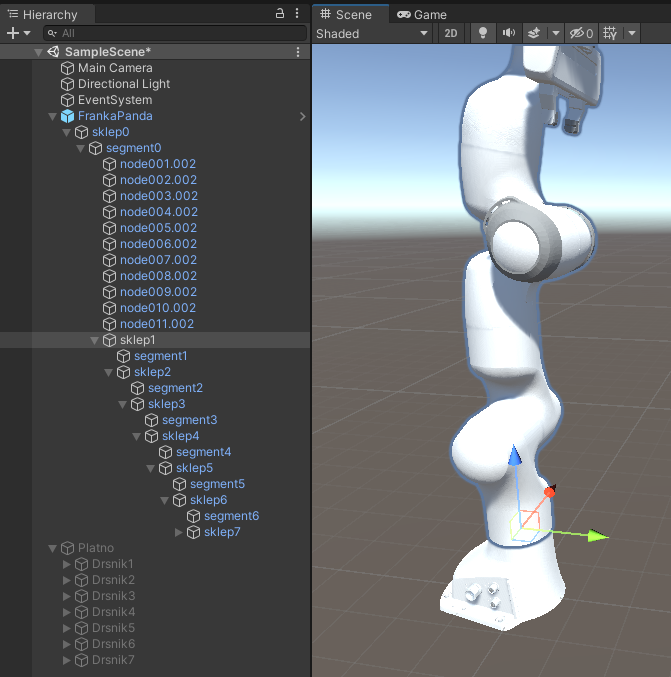 Hierarchy
All
SampleScene*
Main Camera
Directional Light
EventSystem
FrankaPanda
sklep0
segment0
node001.002
node002.002
node003.002
node004.002
node005.002
node006.002
node007.002
node008.002
node009.002
node010.002
node011.002
sklep1
segment1
sklep2
segment2
sklep3
segment3
sklep4
segment4
sklep5
segment5
sklep6
segment6
sklep7
Platno
Drsnik1
Drsnik2
Drsnik3
Drsnik4
Drsnik5
Drsnik6
Drsnik7
Scene Game
Shaded 2D 0